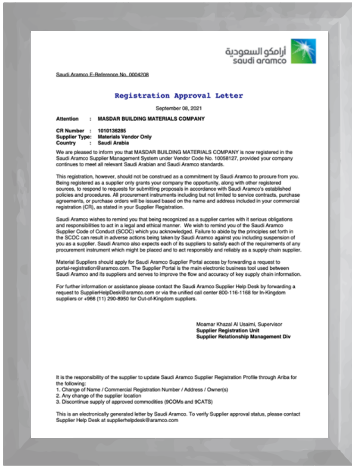 أرامكو السعودية
saudi aramco
Saudi Aramco E-Reference No. 0004208
Registration Approval Letter
September 08, 2021
Attention : MASDAR BUILDING MATERIALS COMPANY
CR Number : 1010138285
Supplier Type: Materials Vendor Only
Country : Saudi Arabia
We are pleased to inform you that MASDAR BUILDING MATERIALS COMPANY is now registered in the
Saudi Aramco Supplier Management System under Vendor Code No. 10058127, provided your company
continues to meet all relevant Saudi Arabian and Saudi Aramco standards.
This registration, however, should not be construed as a commitment by Saudi Aramco to procure from you.
Being registered as a supplier only grants your company the opportunity, along with other registered
sources, to respond to requests for submitting proposals in accordance with Saudi Aramco's established
policies and procedures. All procurement instruments including but not limited to service contracts, purchase
agreements, or purchase orders will be issued based on the name and address included in your commercial
registration (CR), as stated in your Supplier Registration.
Saudi Aramco wishes to remind you that being recognized as a supplier carries with it serious obligations
and responsibilities to act in a legal and ethical manner. We wish to remind you of the Saudi Aramco
Supplier Code of Conduct (SCOC) which you acknowledged. Failure to abide by the principles set forth in
the SCOC can result in adverse actions being taken by Saudi Aramco against you including suspension of
you as a supplier. Saudi Aramco also expects each of its suppliers to satisfy each of the requirements of any
procurement instrument which might be placed and to act responsibly and reliably as a supply chain supplier.
Material Suppliers should apply for Saudi Aramco Supplier Portal access by forwarding a request to
portal-registration@aramco.com. The Supplier Portal is the main electronic business tool used between
Saudi Aramco and its suppliers and serves to improve the flow and accuracy of key supply chain information.
For further information or assistance please contact the Saudi Aramco Supplier Help Desk by forwarding a
request to SupplierHelpDesk@aramco.com or via the unified call center 800-116-1168 for In-Kingdom
suppliers or +966 (11) 290-8950 for Out-of-Kingdom suppliers.
Moamar Khazal Al Usaimi, Supervisor
Supplier Registration Unit
Supplier Relationship Management Div
It is the responsibility of the supplier to update Saudi Aramco Supplier Registration Profile through Ariba for
the following:
1. Change of Name / Commercial Registration Number / Address / Owner(s)
2. Any change of the supplier location
3. Discontinue supply of approved commodities (9COMs and 9CATS)
This is an electronically generated letter by Saudi Aramco. To verify Supplier approval status, please contact
Supplier Help Desk at supplierhelpdesk@aramco.com